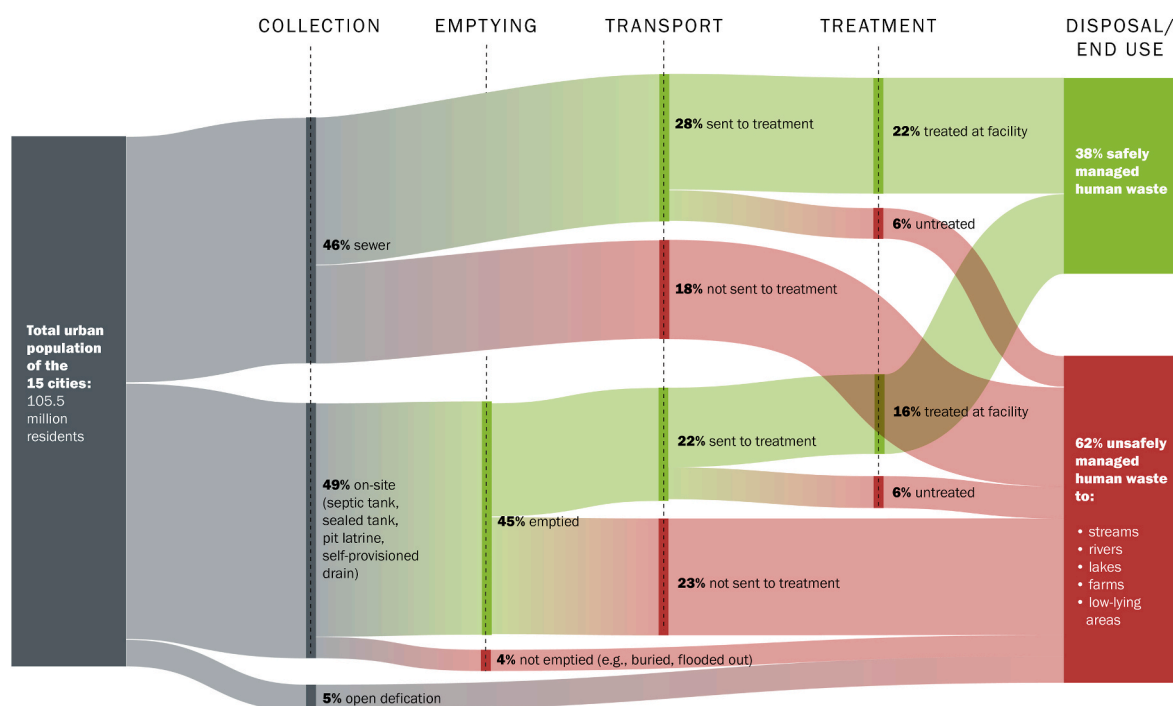 COLLECTION
EMPTYING
TRANSPORT
TREATMENT
DISPOSAL/
END USE
Total urban
population
of the
15 cities:
105.5
million
residents
46% sewer
49% on-site
(septic tank,
sealed tank,
pit latrine,
self-provisioned
drain)
5% open defication
45% emptied
4% not emptied (e.g., buried, flooded out)
28% sent to treatment
18% not sent to treatment
22% sent to treatment
23% not sent to treatment
22% treated at facility
6% untreated
16% treated at facility
6% untreated
38% safely
managed
human waste
62% unsafely
managed
human waste
to:
• streams
• rivers
• lakes
• farms
• low-lying
areas